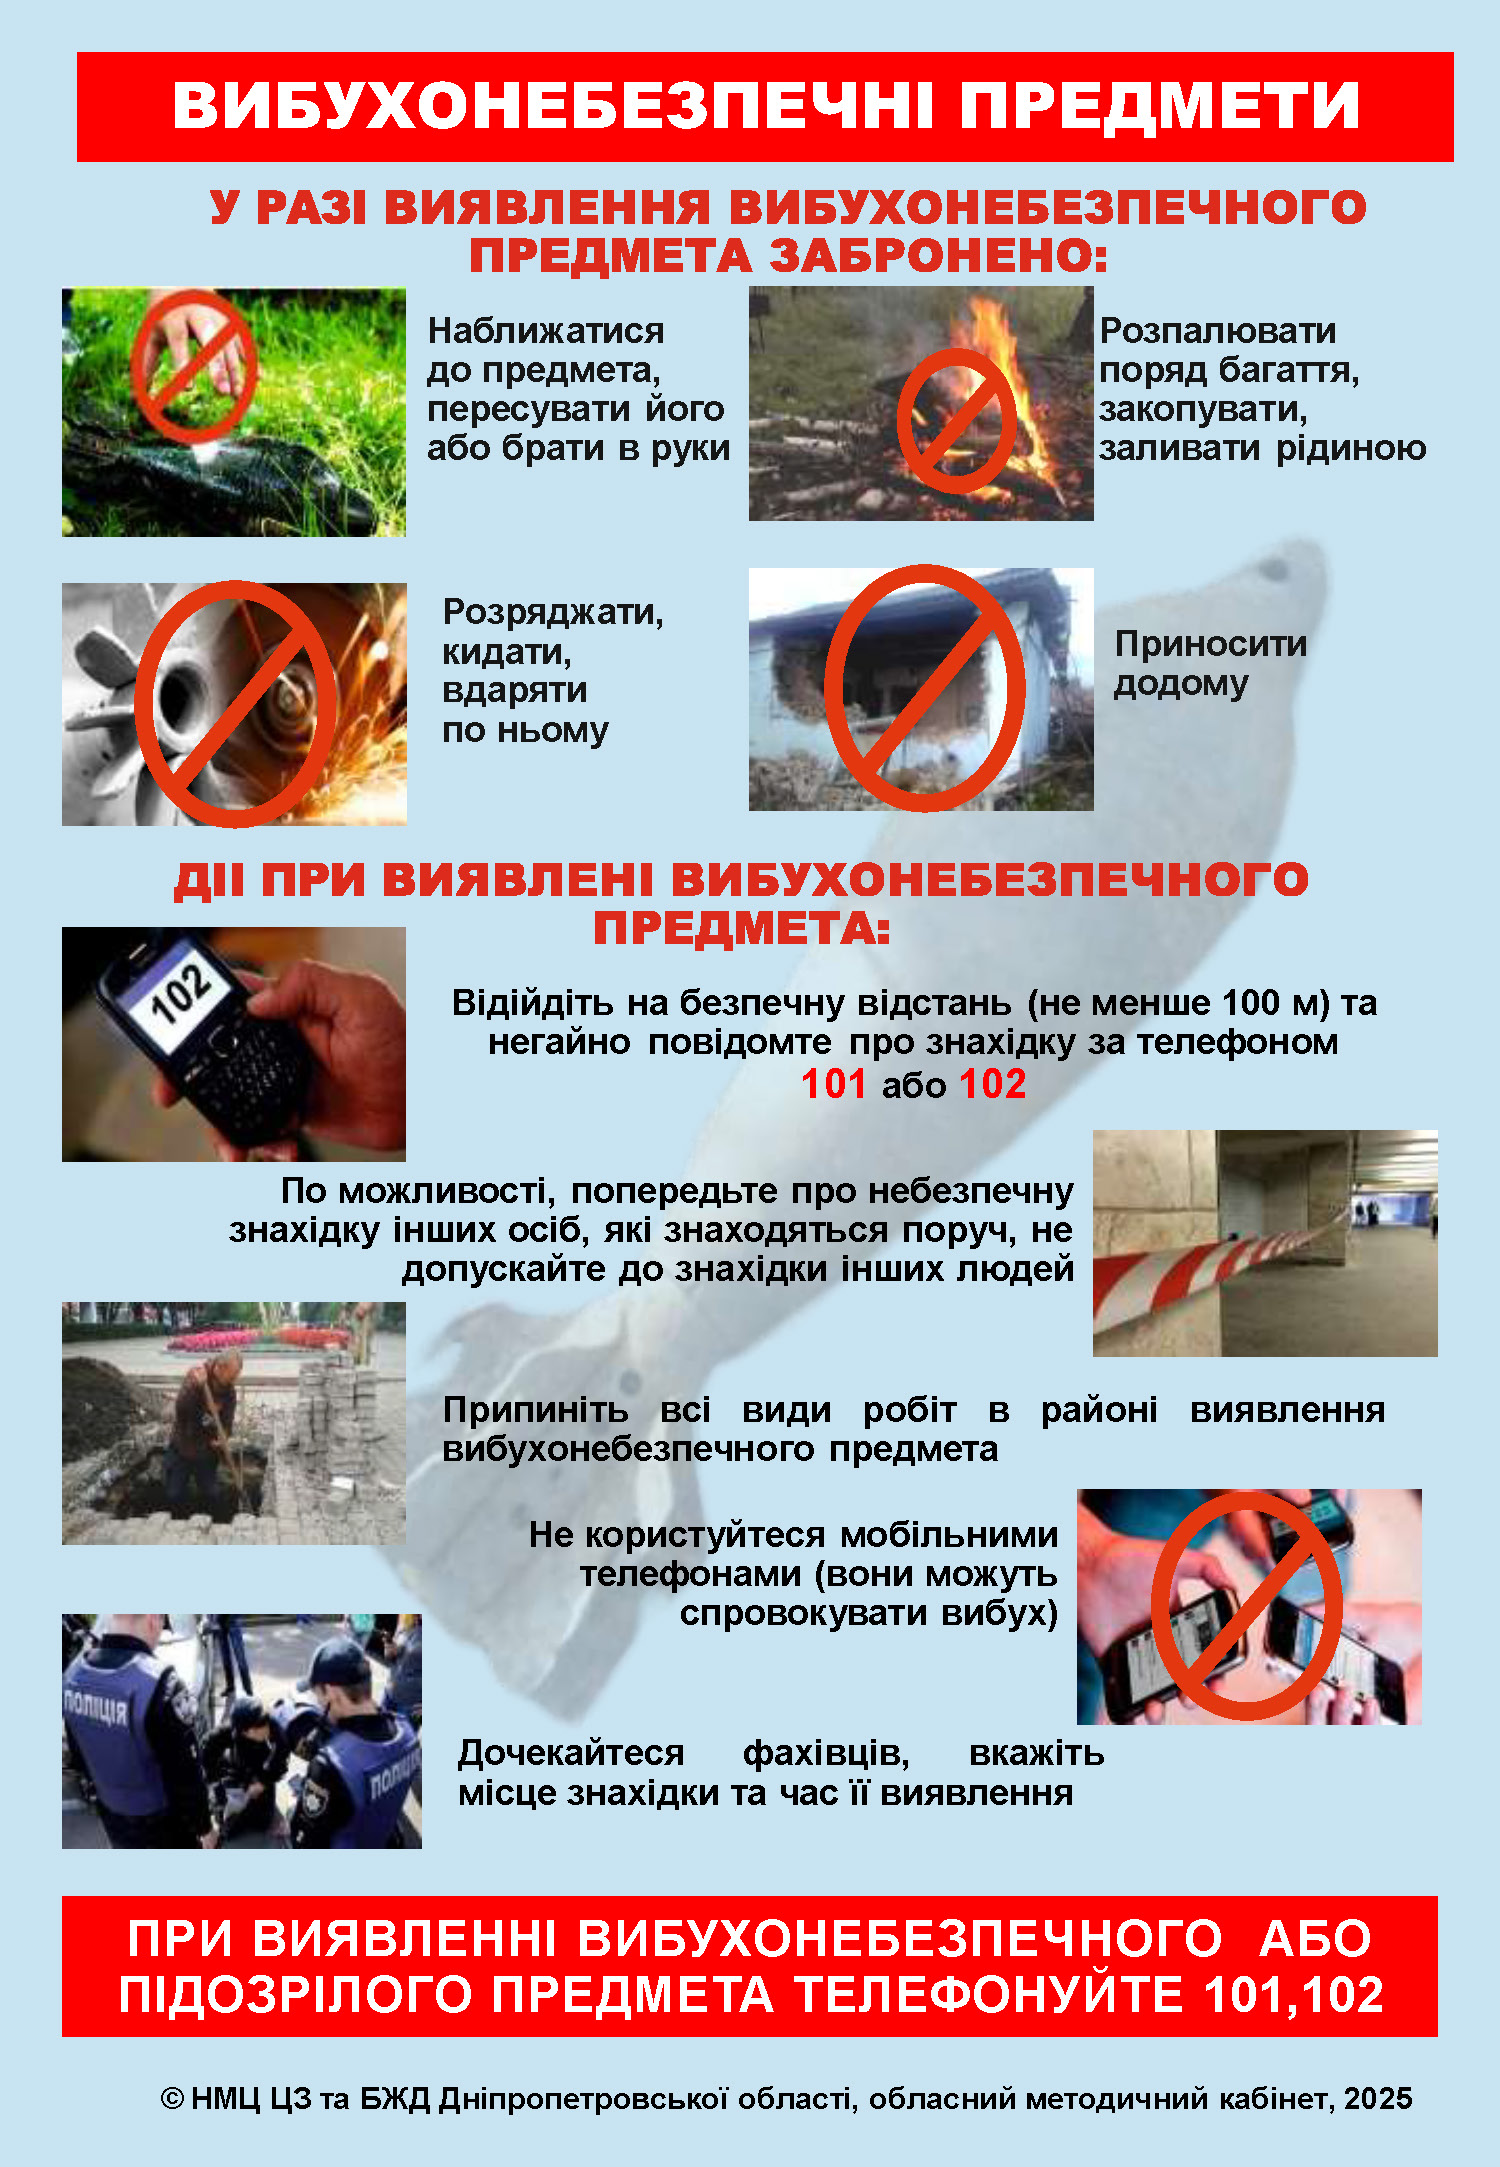 ВИБУХОНЕБЕЗПЕЧНІ ПРЕДМЕТИ
У РАЗІ ВИЯВЛЕННЯ ВИБУХОНЕБЕЗПЕЧНОГО
ПРЕДМЕТА ЗАБРОНЕНО:
Наближатися
до предмета,
пересувати його
або брати в руки
Розпалювати
поряд багаття,
закопувати,
заливати рідиною
Розряджати,
кидати,
вдаряти
по ньому
Приносити
додому
ДІІ ПРИ ВИЯВЛЕНІ ВИБУХОНЕБЕЗПЕЧНОГО
ПРЕДМЕТА:
102
Відійдіть на безпечну відстань (не менше 100 м) та
негайно повідомте про знахідку за телефоном
101 або 102
По можливості, попередьте про небезпечну
знахідку інших осіб, які знаходяться поруч, не
допускайте до знахідки інших людей
Припиніть всі види робіт в районі виявлення
вибухонебезпечного предмета
Не користуйтеся мобільними
телефонами (вони можуть
спровокувати вибух)
ПОЛІЦІЯ
Дочекайтеся фахівців, вкажіть
місце знахідки та час її виявлення
ПРИ ВИЯВЛЕННІ ВИБУХОНЕБЕЗПЕЧНОГО АБО
ПІДОЗРІЛОГО ПРЕДМЕТА ТЕЛЕФОНУЙТЕ 101,102
© НМЦ ЦЗ та БЖД Дніпропетровської області, обласний методичний кабінет, 2025